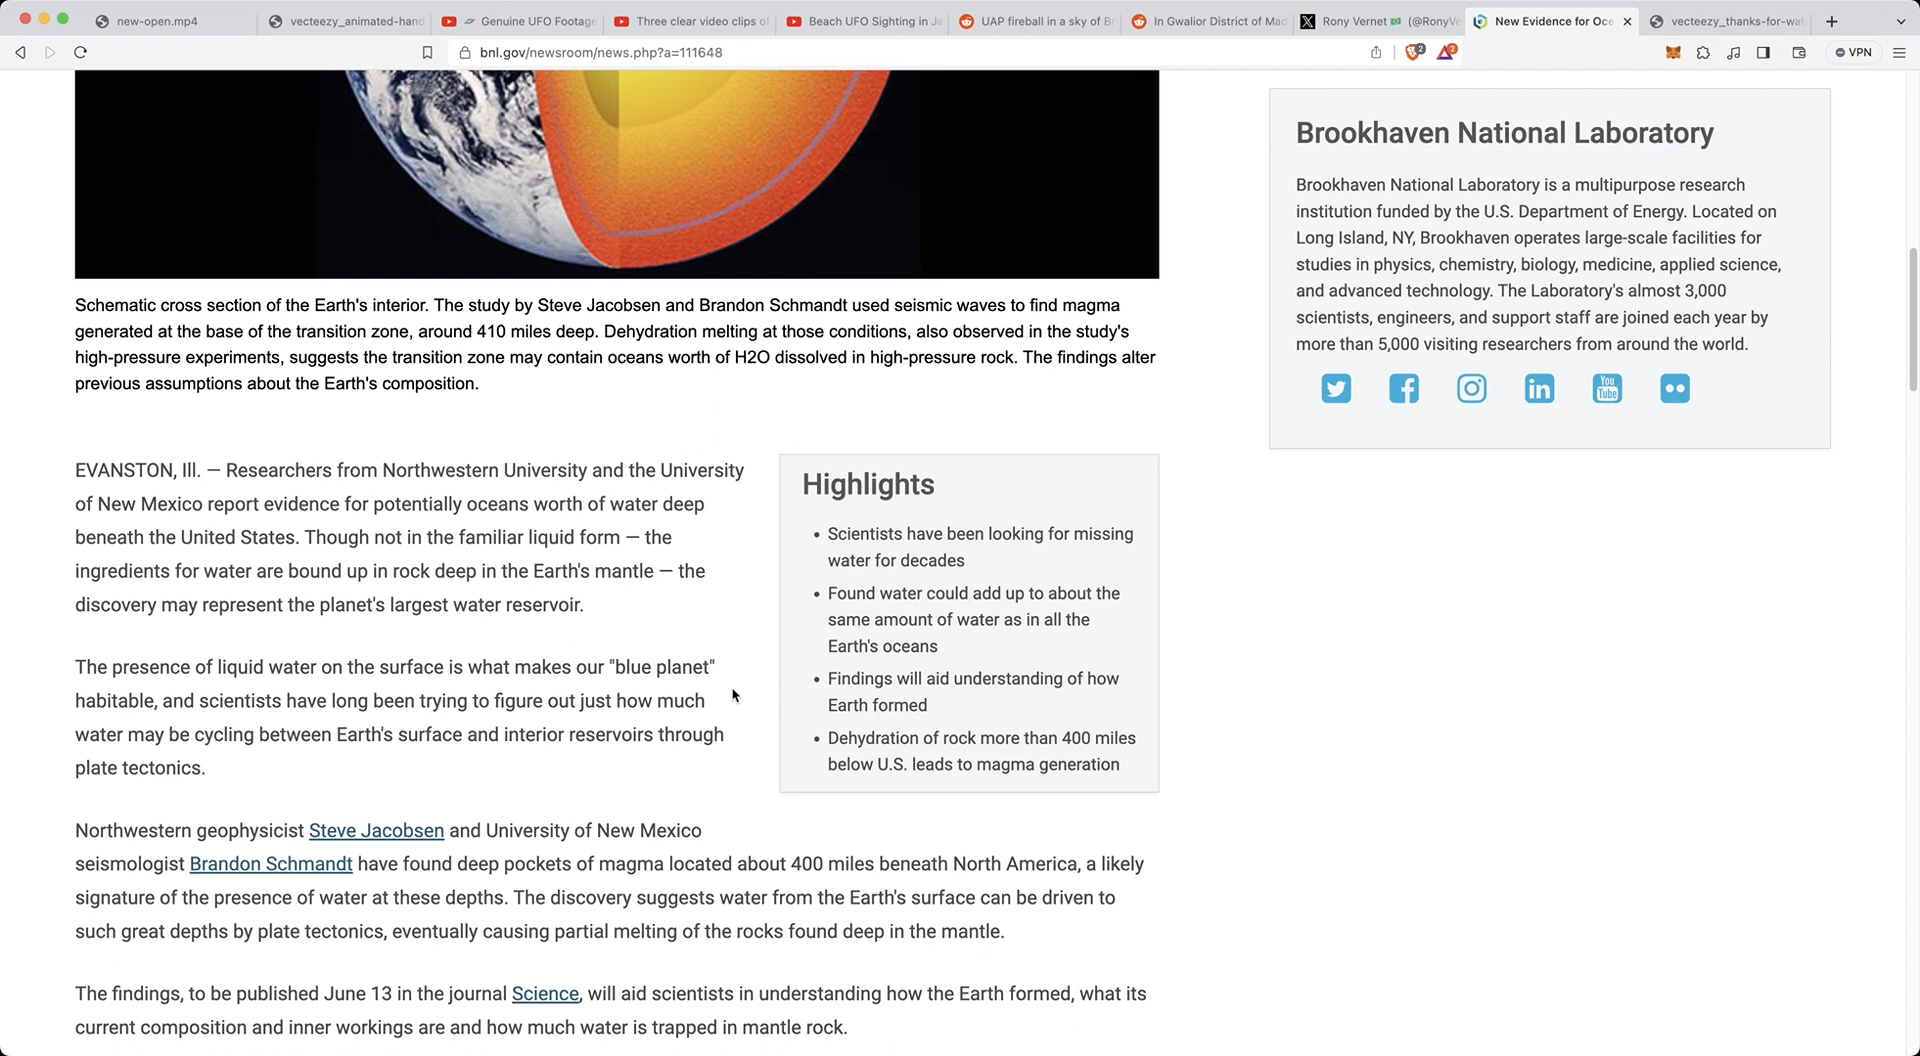 new-open.mp4
vecteezy_animated-hand
Genuine UFO Footage
Three clear video clips of
Beach UFO Sighting in Ja
UAP fireball in a sky of Br
In Gwalior District of Mad
Rony Vernet (@RonyVe
New Evidence for Oce
vecteezy_thanks-for-wat
bnl.gov/newsroom/news.php?a=111648
2
2
VPN
Schematic cross section of the Earth's interior. The study by Steve Jacobsen and Brandon Schmandt used seismic waves to find magma
generated at the base of the transition zone, around 410 miles deep. Dehydration melting at those conditions, also observed in the study's
high-pressure experiments, suggests the transition zone may contain oceans worth of H2O dissolved in high-pressure rock. The findings alter
previous assumptions about the Earth's composition.
EVANSTON, Ill. — Researchers from Northwestern University and the University
of New Mexico report evidence for potentially oceans worth of water deep
beneath the United States. Though not in the familiar liquid form — the
ingredients for water are bound up in rock deep in the Earth's mantle — the
discovery may represent the planet's largest water reservoir.
The presence of liquid water on the surface is what makes our "blue planet"
habitable, and scientists have long been trying to figure out just how much
water may be cycling between Earth's surface and interior reservoirs through
plate tectonics.
Northwestern geophysicist Steve Jacobsen and University of New Mexico
seismologist Brandon Schmandt have found deep pockets of magma located about 400 miles beneath North America, a likely
signature of the presence of water at these depths. The discovery suggests water from the Earth's surface can be driven to
such great depths by plate tectonics, eventually causing partial melting of the rocks found deep in the mantle.
The findings, to be published June 13 in the journal Science, will aid scientists in understanding how the Earth formed, what its
current composition and inner workings are and how much water is trapped in mantle rock.
Highlights
• Scientists have been looking for missing
water for decades
• Found water could add up to about the
same amount of water as in all the
Earth's oceans
• Findings will aid understanding of how
Earth formed
• Dehydration of rock more than 400 miles
below U.S. leads to magma generation
Brookhaven National Laboratory
Brookhaven National Laboratory is a multipurpose research
institution funded by the U.S. Department of Energy. Located on
Long Island, NY, Brookhaven operates large-scale facilities for
studies in physics, chemistry, biology, medicine, applied science,
and advanced technology. The Laboratory's almost 3,000
scientists, engineers, and support staff are joined each year by
more than 5,000 visiting researchers from around the world.
You
Tube